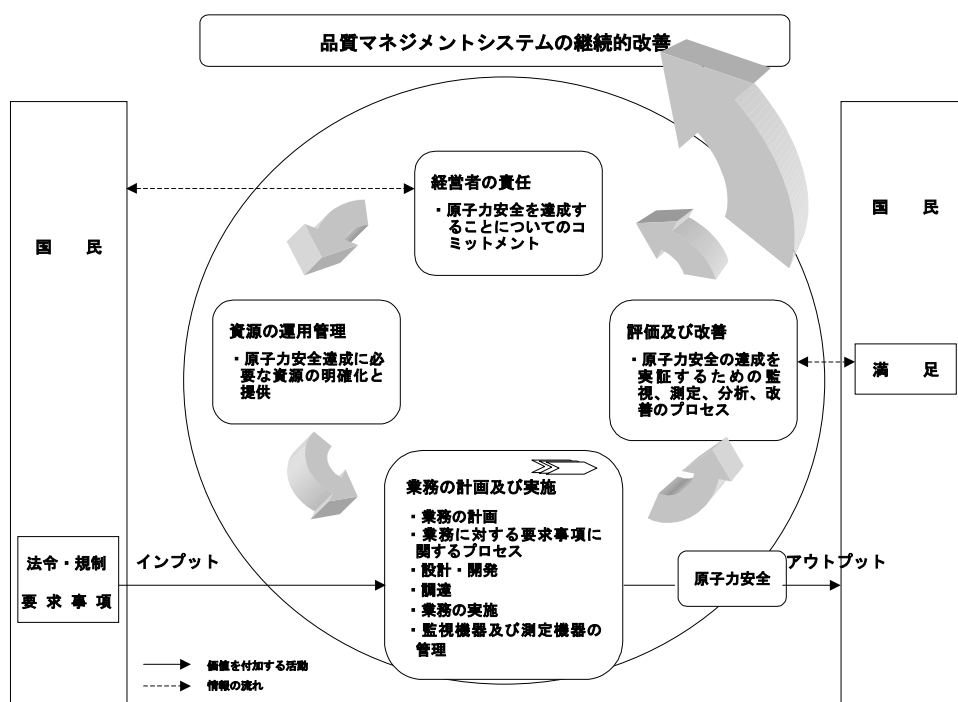 品質マネジメントシステムの継続的改善
国　民
経営者の責任
・原子力安全を達成す
ることについてのコ
ミットメント
国　民
資源の運用管理
・原子力安全達成に必
要な資源の明確化と
提供
評価及び改善
・原子力安全の達成を
実証するための監
視、測定、分析、改
善のプロセス
満　足
業務の計画及び実施
・業務の計画
・業務に対する要求事項に
関するプロセス
・設計・開発
・調達
・業務の実施
・監視機器及び測定機器の
管理
法令・規制
要求事項
インプット
原子力安全
アウトプット
価値を付加する活動
情報の流れ